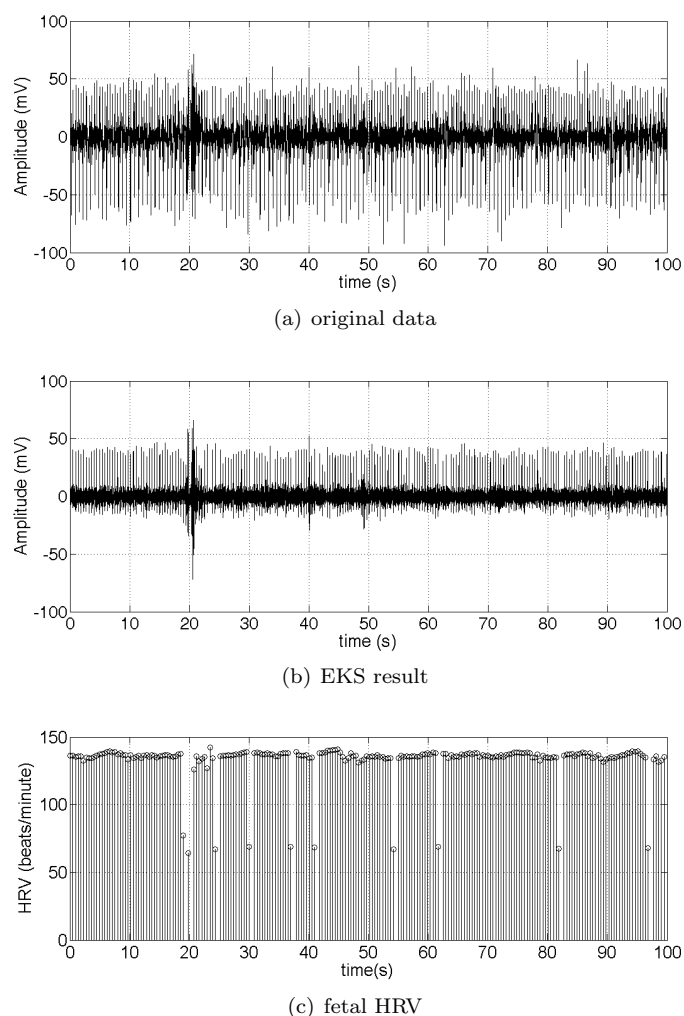 100
50
0
-50
-100
Amplitude (mV)
0 10 20 30 40 50 60 70 80 90 100
time (s)
(a) original data
100
50
0
-50
-100
Amplitude (mV)
0 10 20 30 40 50 60 70 80 90 100
time (s)
(b) EKS result
150
100
50
0
HRV (beats/minute)
0 10 20 30 40 50 60 70 80 90 100
time(s)
(c) fetal HRV